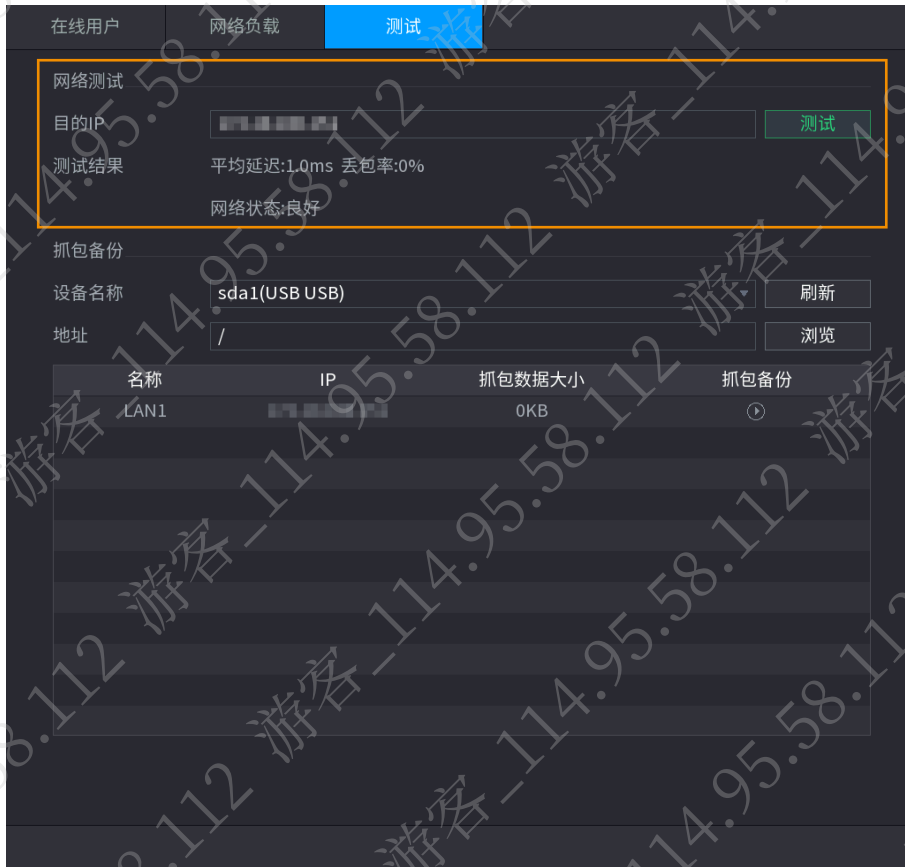 在线用户 网络负载 测试
网络测试
目的IP 测试
测试结果 平均延迟:1.0ms 丢包率:0%
网络状态:良好
抓包备份
设备名称 sda1(USB USB) 刷新
地址 / 浏览
名称 IP 抓包数据大小 抓包备份
LAN1 0KB
游客_114.95.58.112